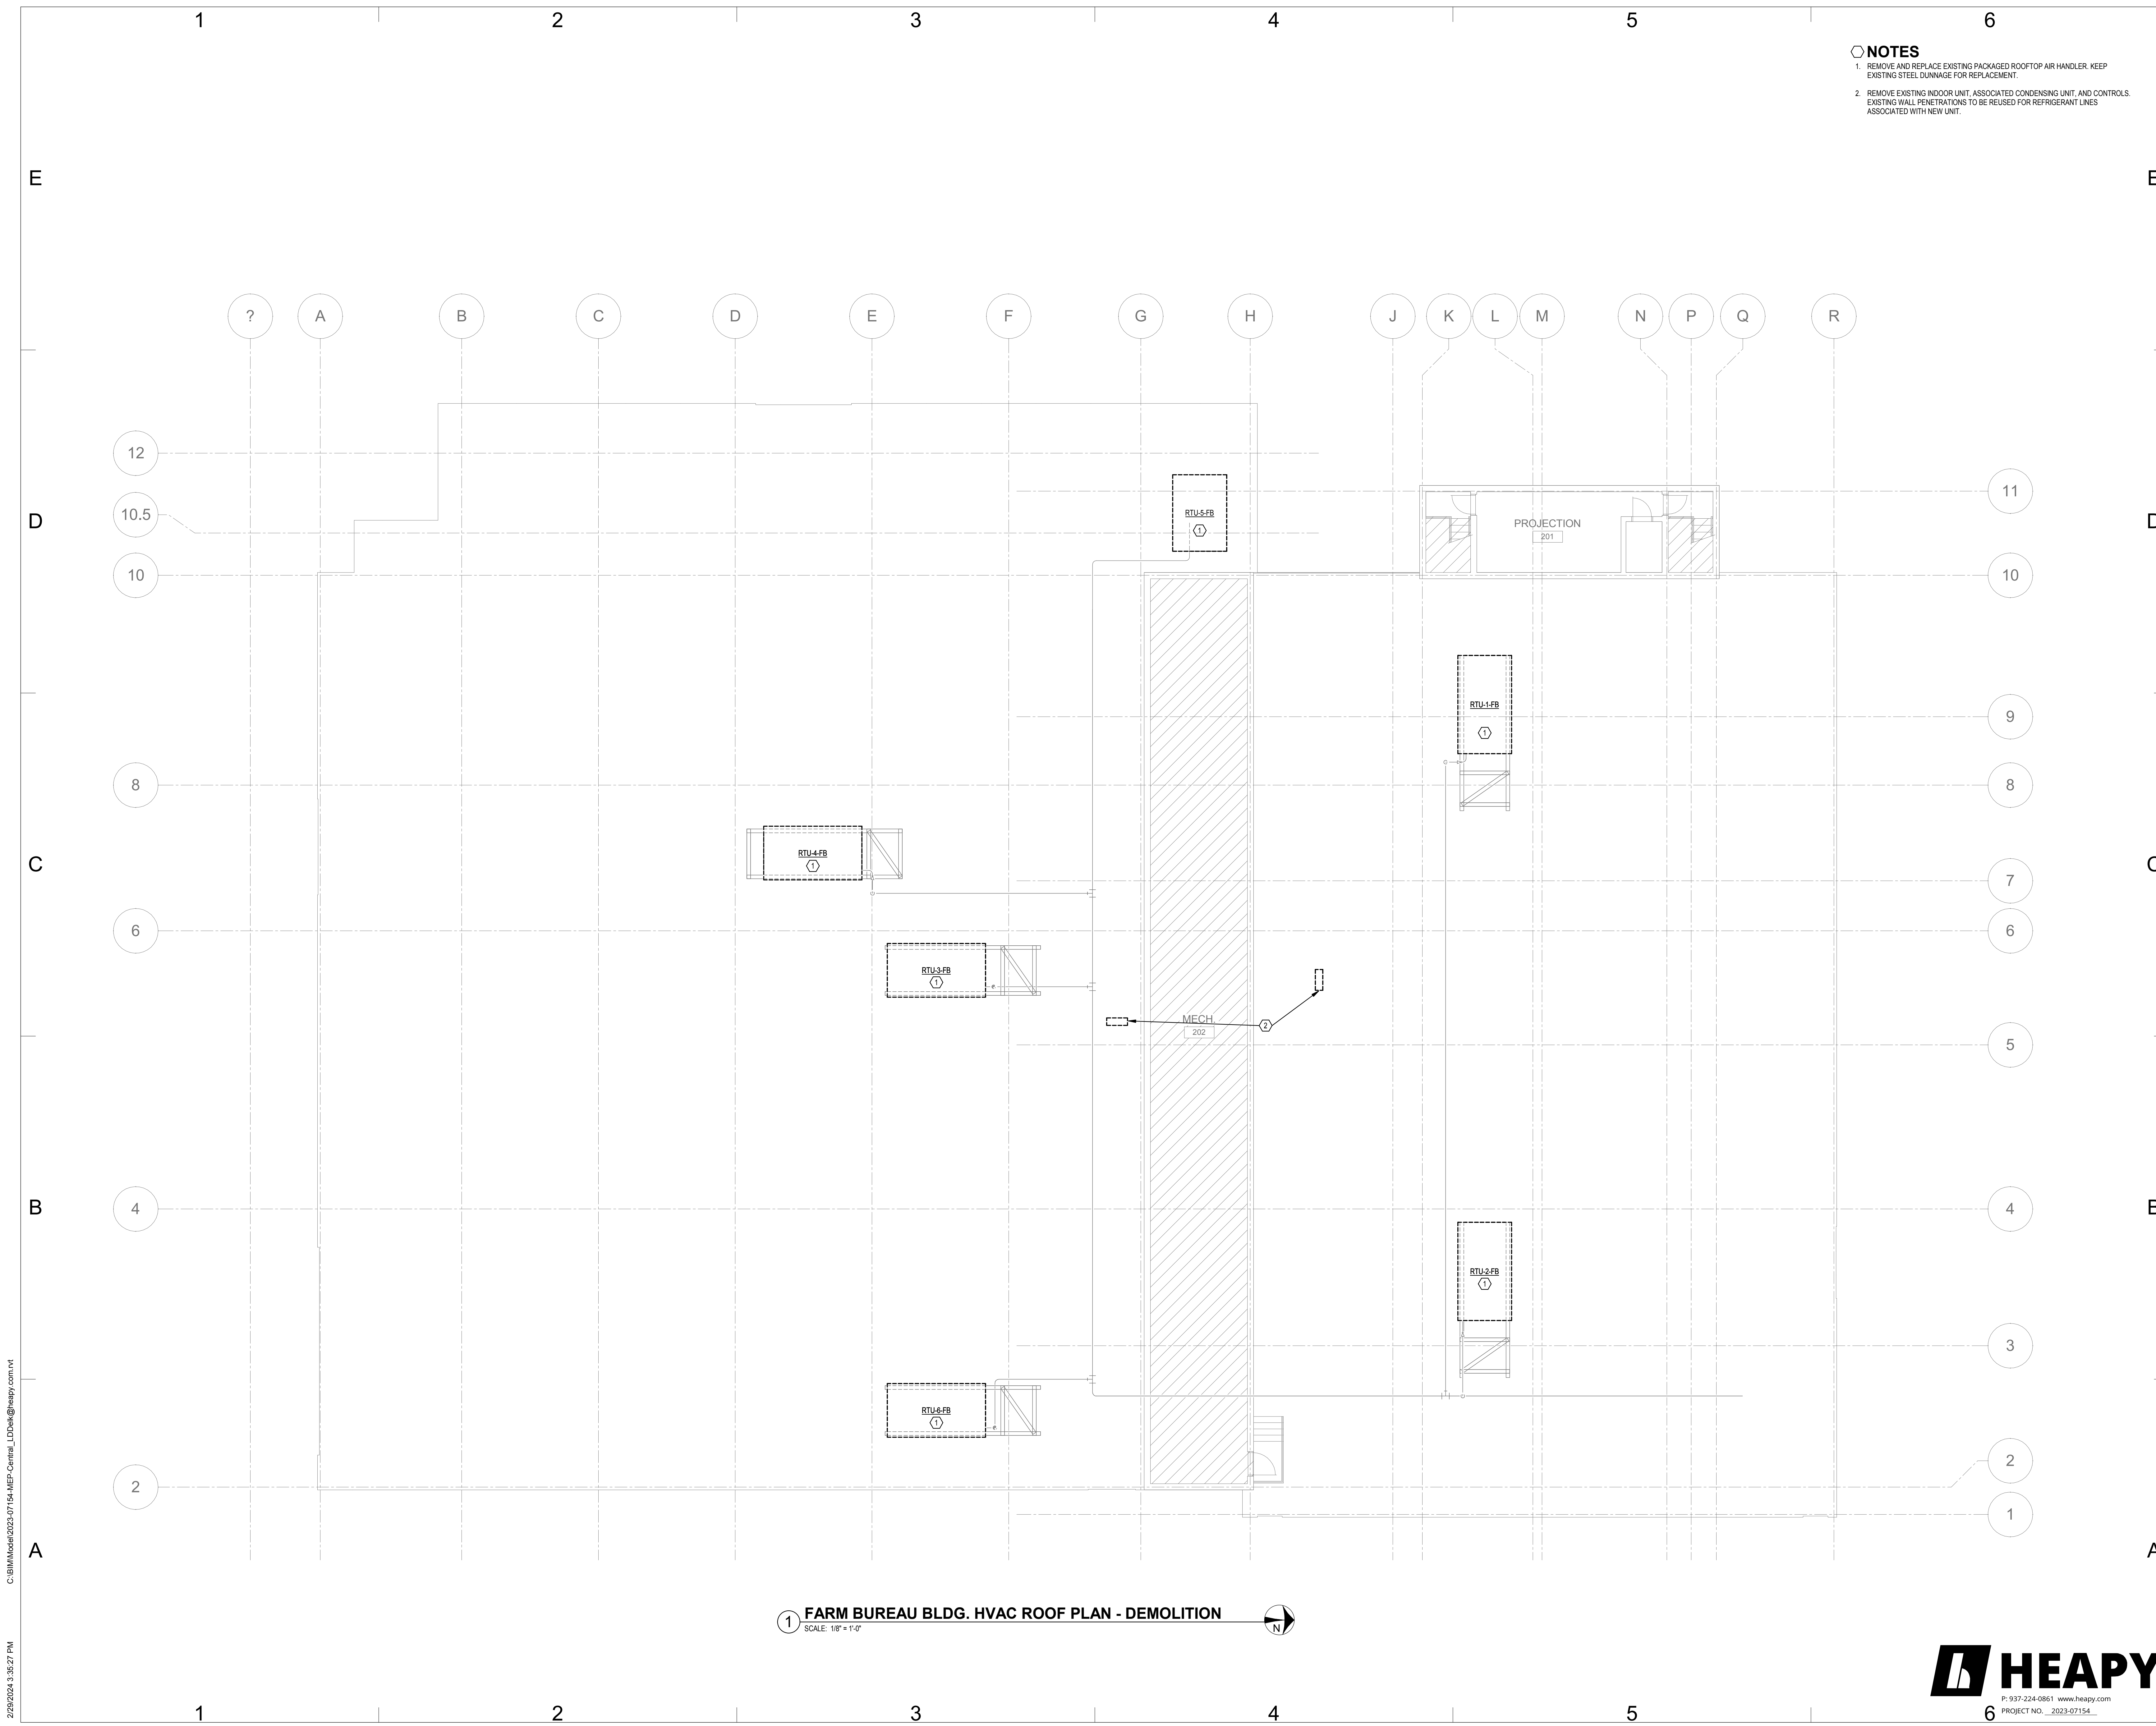 1 2 3 4 5 6
NOTES
1. REMOVE AND REPLACE EXISTING PACKAGED ROOFTOP AIR HANDLER. KEEP
EXISTING STEEL DUNNAGE FOR REPLACEMENT.
2. REMOVE EXISTING INDOOR UNIT, ASSOCIATED CONDENSING UNIT, AND CONTROLS.
EXISTING WALL PENETRATIONS TO BE REUSED FOR REFRIGERANT LINES
ASSOCIATED WITH NEW UNIT.
E
? A B C D E F G H J K L M N P Q R
12
11
RTU-5-FB
1
10.5
D
PROJECTION
201
10
10
RTU-1-FB
9
1
8
8
RTU-4-FB
1
C
7
6
6
RTU-3-FB
1
MECH.
202
2
5
4
4
B
RTU-2-FB
1
3
RTU-6-FB
1
2
2
1
A
1 FARM BUREAU BLDG. HVAC ROOF PLAN - DEMOLITION
SCALE: 1/8" = 1'-0"
N
C:\BIM\Model\2023-07154-MEP-Central_LDDelk@heapy.com.rvt
2/29/2024 3:35:27 PM
HEAPY
P: 937-224-0861 www.heapy.com
PROJECT NO. 2023-07154
1 2 3 4 5 6